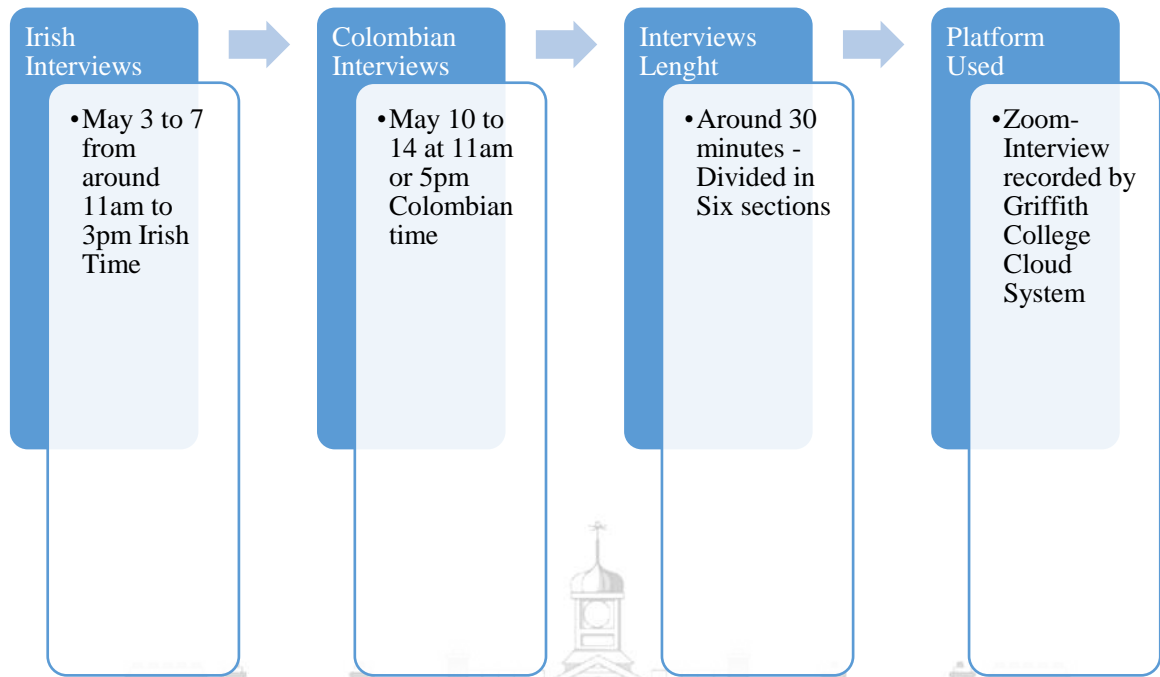 Irish
Interviews
•May 3 to 7
from
around
11am to
3pm Irish
Time
Colombian
Interviews
•May 10 to
14 at 11am
or 5pm
Colombian
time
Interviews
Lenght
•Around 30
minutes -
Divided in
Six sections
Platform
Used
•Zoom-
Interview
recorded by
Griffith
College
Cloud
System